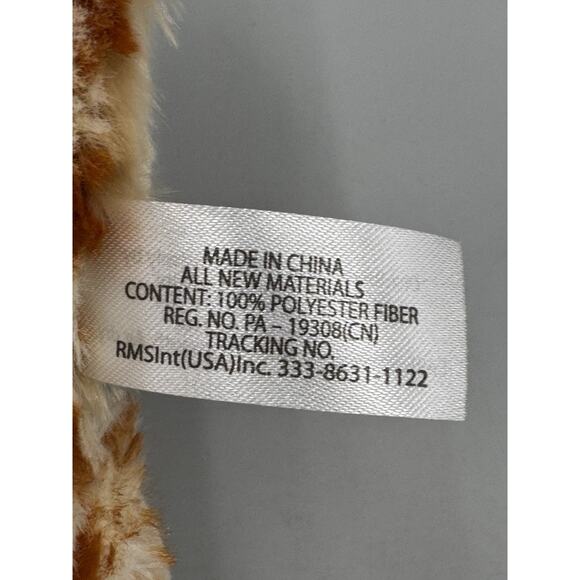 MADE IN CHINA
ALL NEW MATERIALS
CONTENT: 100% POLYESTER FIBER
REG. NO. PA - 19308(CN)
TRACKING NO.
RMSInt(USA)Inc. 333-8631-1122